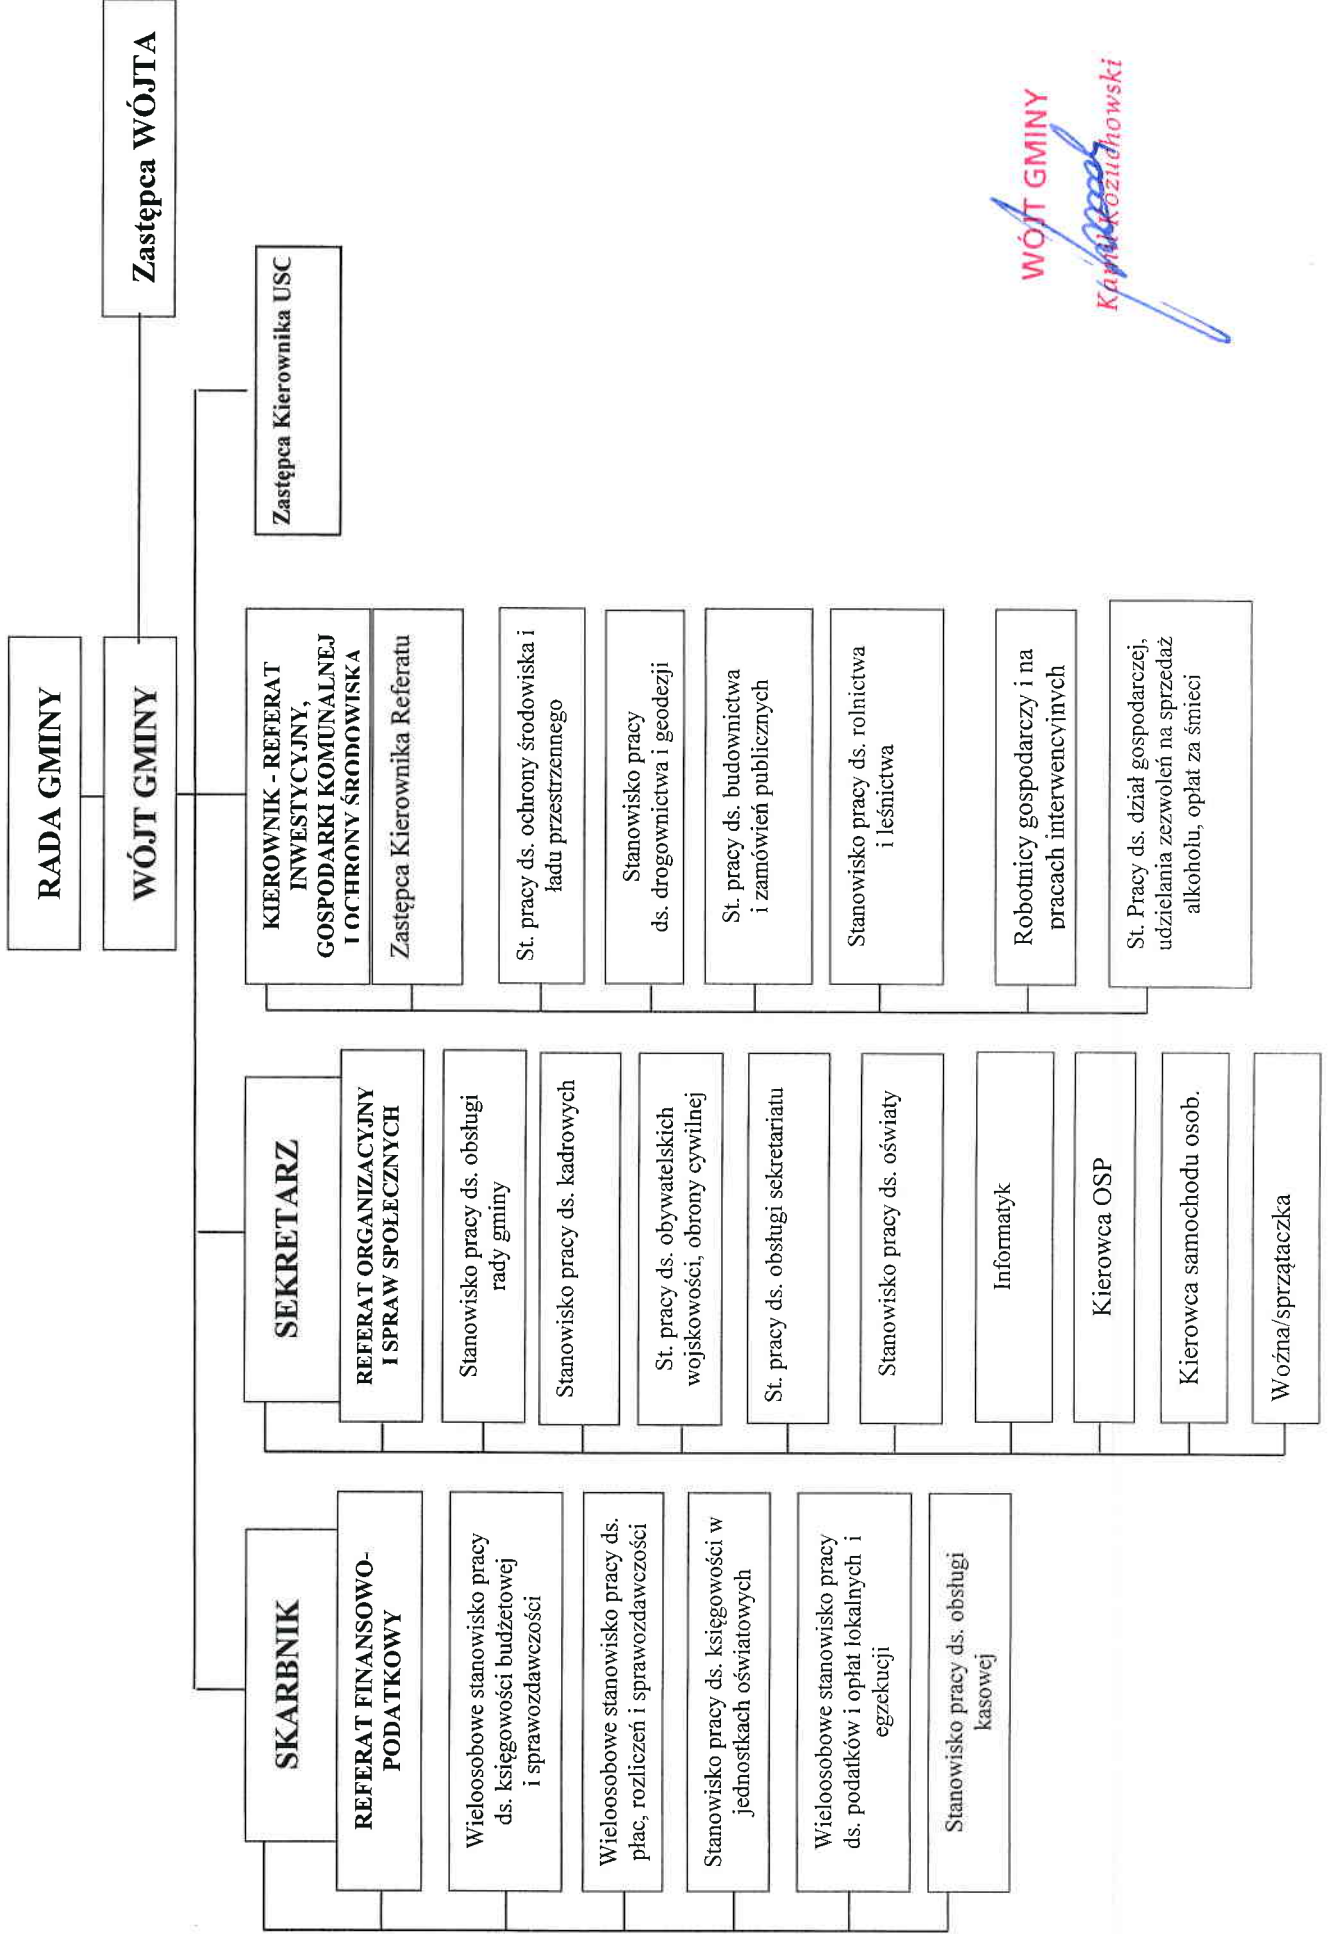 RADA GMINY
WÓJT GMINY
Zastępca WÓJTA
SKARBNIK
REFERAT FINANSOWO-
PODATKOWY
Wieloosobowe stanowisko pracy
ds. księgowości budżetowej
i sprawozdawczości
Wieloosobowe stanowisko pracy ds.
płac, rozliczeń i sprawozdawczości
Stanowisko pracy ds. księgowości w
jednostkach oświatowych
Wieloosobowe stanowisko pracy
ds. podatków i opłat lokalnych i
egzekucji
Stanowisko pracy ds. obsługi
kasowej
SEKRETARZ
REFERAT ORGANIZACYJNY
I SPRAW SPOŁECZNYCH
Stanowisko pracy ds. obsługi
rady gminy
Stanowisko pracy ds. kadrowych
St. pracy ds. obywatelskich
wojskowości, obrony cywilnej
St. pracy ds. obsługi sekretariatu
Stanowisko pracy ds. oświaty
Informatyk
Kierowca OSP
Kierowca samochodu osob.
Woźna/sprzątaczka
KIEROWNIK - REFERAT
INWESTYCYJNY,
GOSPODARKI KOMUNALNEJ
I OCHRONY ŚRODOWISKA
Zastępca Kierownika Referatu
St. pracy ds. ochrony środowiska i
ładu przestrzennego
Stanowisko pracy
ds. drogownictwa i geodezji
St. pracy ds. budownictwa
i zamówień publicznych
Stanowisko pracy ds. rolnictwa
i leśnictwa
Robotnicy gospodarczy i na
pracach interwencyjnych
St. Pracy ds. dział gospodarczej,
udzielania zezwoleń na sprzedaż
alkoholu, opłat za śmieci
Zastępca Kierownika USC
WÓJT GMINY
Kamil Kożuchowski